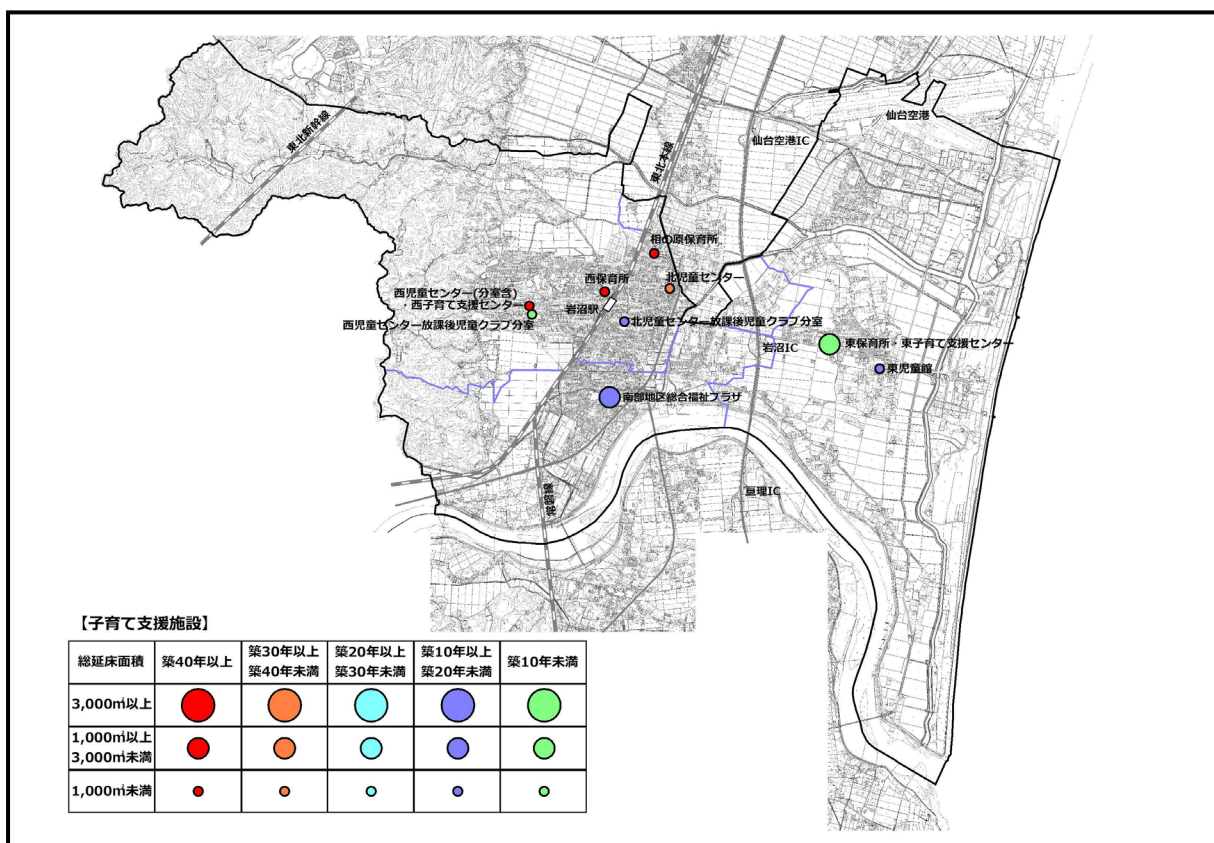 仙台空港
仙台空港IC
東北新幹線
東北本線
相の原保育所
西保育所
北児童センター
西児童センター(分室含)
・西子育て支援センター
岩沼駅
西児童センター放課後児童クラブ分室
北児童センター放課後児童クラブ分室
岩沼IC
東保育所・東子育て支援センター
東児童館
南部地区総合福祉プラザ
常磐線
亘理IC
【子育て支援施設】
総延床面積
築40年以上
築30年以上
築40年未満
築20年以上
築30年未満
築10年以上
築20年未満
築10年未満
3,000㎡以上
1,000㎡以上
3,000㎡未満
1,000㎡未満